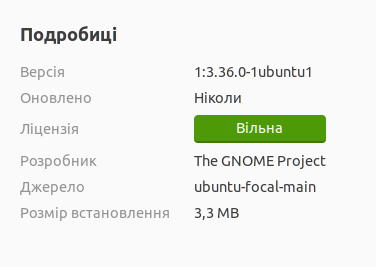 Подробиці
Версія 1:3.36.0-1ubuntu1
Оновлено Ніколи
Ліцензія Вільна
Розробник The GNOME Project
Джерело ubuntu-focal-main
Розмір встановлення 3,3 MB